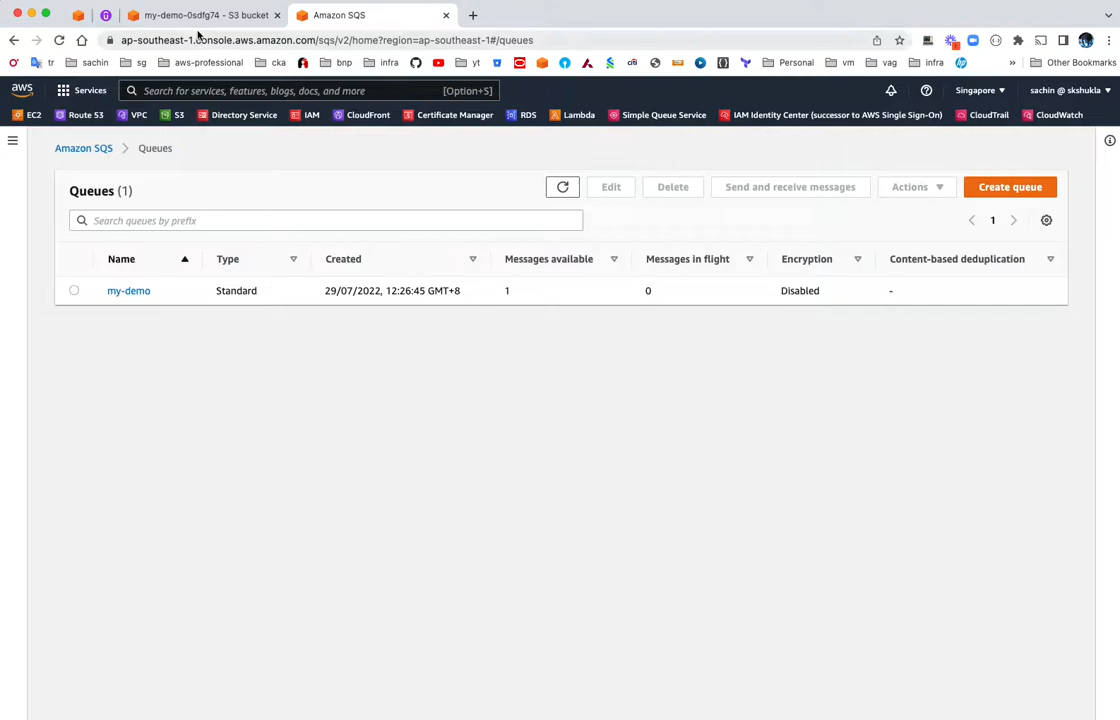 my-demo-0sdfg74 - S3 bucket
Amazon SQS
ap-southeast-1.console.aws.amazon.com/sqs/v2/home?region=ap-southeast-1#/queues
tr sachin sg aws-professional cka bnp infra yt citi Personal vm vag infra Other Bookmarks
aws Services Search for services, features, blogs, docs, and more [Option+S] Singapore sachin @ skshukla
EC2 Route 53 VPC S3 Directory Service IAM CloudFront Certificate Manager RDS Lambda Simple Queue Service IAM Identity Center (successor to AWS Single Sign-On) CloudTrail CloudWatch
Amazon SQS Queues
Queues (1) Edit Delete Send and receive messages Actions Create queue
Search queues by prefix 1
Name Type Created Messages available Messages in flight Encryption Content-based deduplication
my-demo Standard 29/07/2022, 12:26:45 GMT+8 1 0 Disabled -